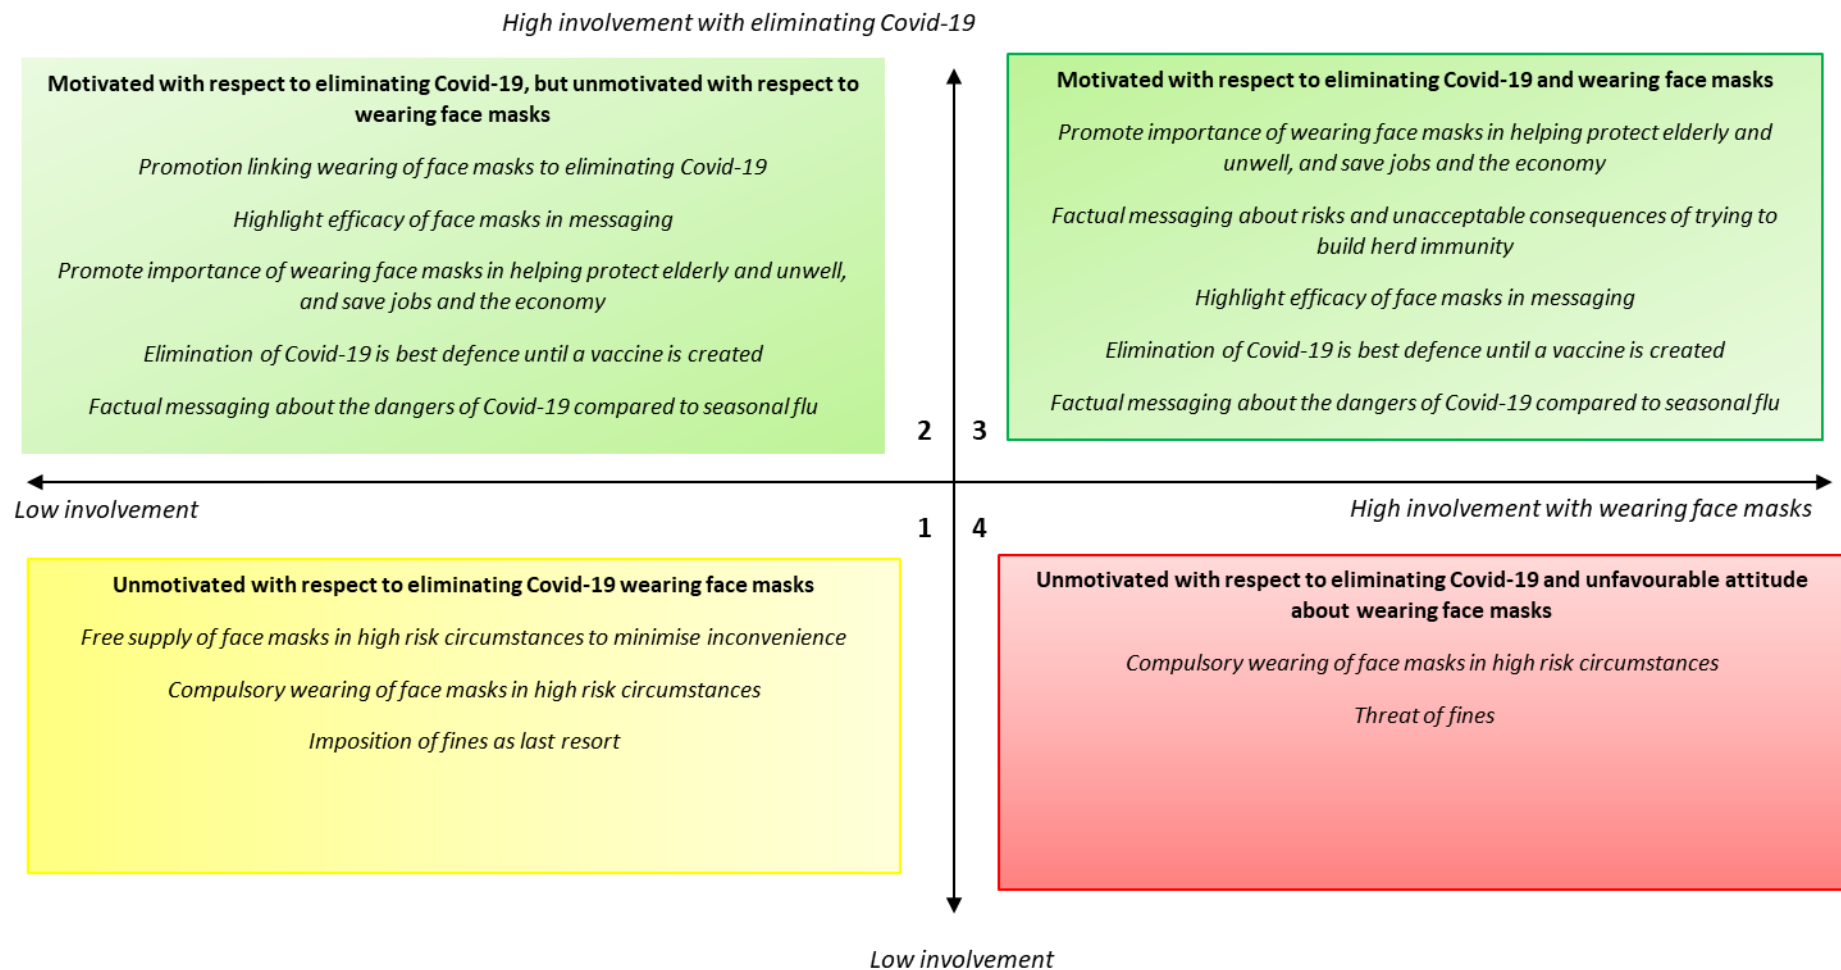 High involvement with eliminating Covid-19
Motivated with respect to eliminating Covid-19, but unmotivated with respect to
wearing face masks
Promotion linking wearing of face masks to eliminating Covid-19
Highlight efficacy of face masks in messaging
Promote importance of wearing face masks in helping protect elderly and unwell,
and save jobs and the economy
Elimination of Covid-19 is best defence until a vaccine is created
Factual messaging about the dangers of Covid-19 compared to seasonal flu
2
Motivated with respect to eliminating Covid-19 and wearing face masks
Promote importance of wearing face masks in helping protect elderly and
unwell, and save jobs and the economy
Factual messaging about risks and unacceptable consequences of trying to
build herd immunity
Highlight efficacy of face masks in messaging
Elimination of Covid-19 is best defence until a vaccine is created
Factual messaging about the dangers of Covid-19 compared to seasonal flu
3
Low involvement
High involvement with wearing face masks
1
Unmotivated with respect to eliminating Covid-19 wearing face masks
Free supply of face masks in high risk circumstances to minimise inconvenience
Compulsory wearing of face masks in high risk circumstances
Imposition of fines as last resort
4
Unmotivated with respect to eliminating Covid-19 and unfavourable attitude
about wearing face masks
Compulsory wearing of face masks in high risk circumstances
Threat of fines
Low involvement